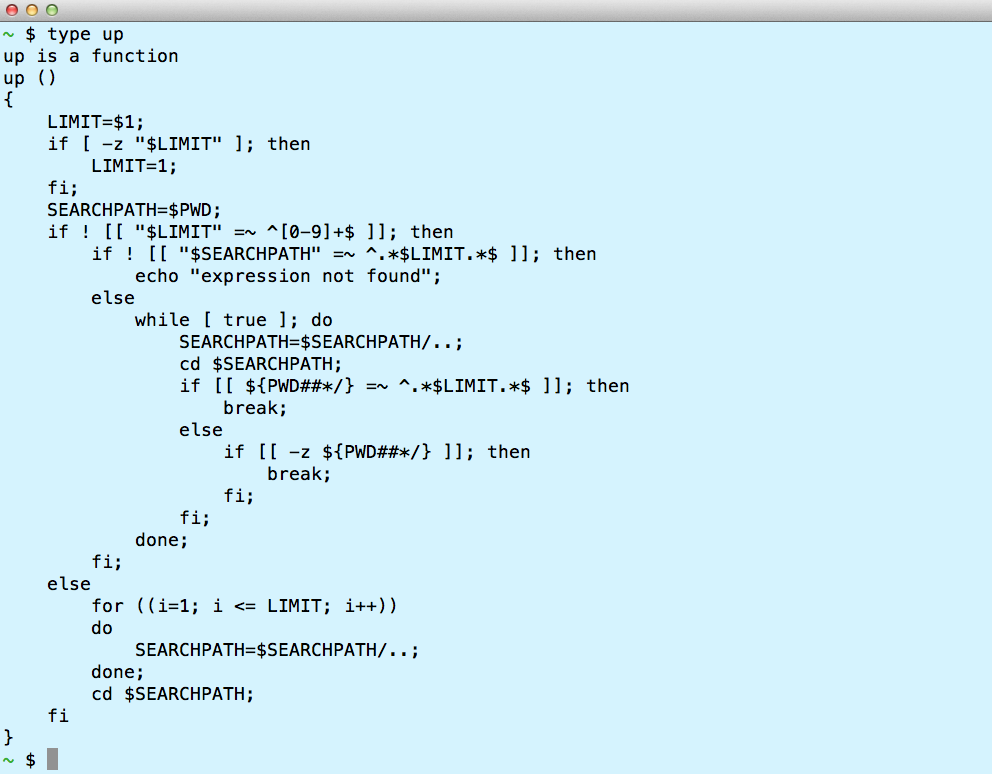 ~ $ type up
up is a function
up ()
{
    LIMIT=$1;
    if [ -z "$LIMIT" ]; then
        LIMIT=1;
    fi;
    SEARCHPATH=$PWD;
    if ! [[ "$LIMIT" =~ ^[0-9]+$ ]]; then
        if ! [[ "$SEARCHPATH" =~ ^.*$LIMIT.*$ ]]; then
            echo "expression not found";
        else
            while [ true ]; do
                SEARCHPATH=$SEARCHPATH/..;
                cd $SEARCHPATH;
                if [[ ${PWD##*/} =~ ^.*$LIMIT.*$ ]]; then
                    break;
                else
                    if [[ -z ${PWD##*/} ]]; then
                        break;
                    fi;
                fi;
            done;
        fi;
    else
        for ((i=1; i <= LIMIT; i++))
        do
            SEARCHPATH=$SEARCHPATH/..;
        done;
        cd $SEARCHPATH;
    fi
}
~ $